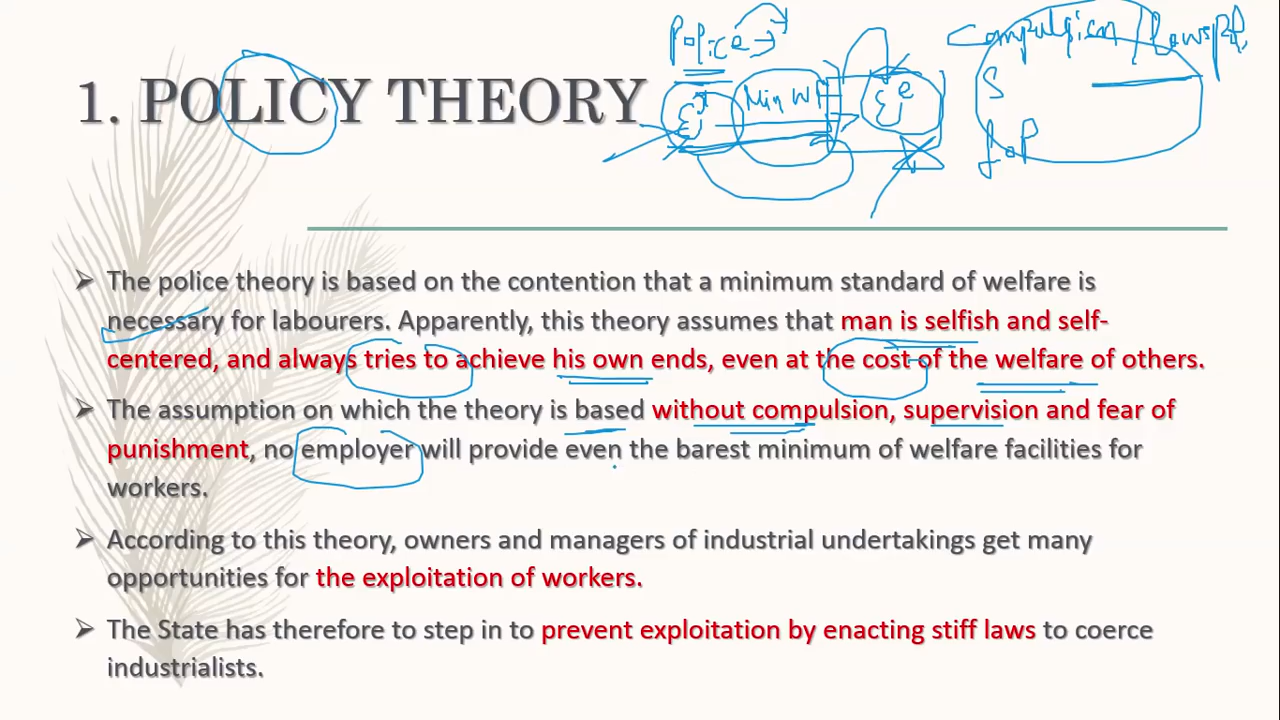 Police
Compulsion
1. POLICY THEORY
Min WF
S
FoP
➢ The police theory is based on the contention that a minimum standard of welfare is
necessary for labourers. Apparently, this theory assumes that man is selfish and self-
centered, and always tries to achieve his own ends, even at the cost of the welfare of others.
➢ The assumption on which the theory is based without compulsion, supervision and fear of
punishment, no employer will provide even the barest minimum of welfare facilities for
workers.
➢ According to this theory, owners and managers of industrial undertakings get many
opportunities for the exploitation of workers.
➢ The State has therefore to step in to prevent exploitation by enacting stiff laws to coerce
industrialists.